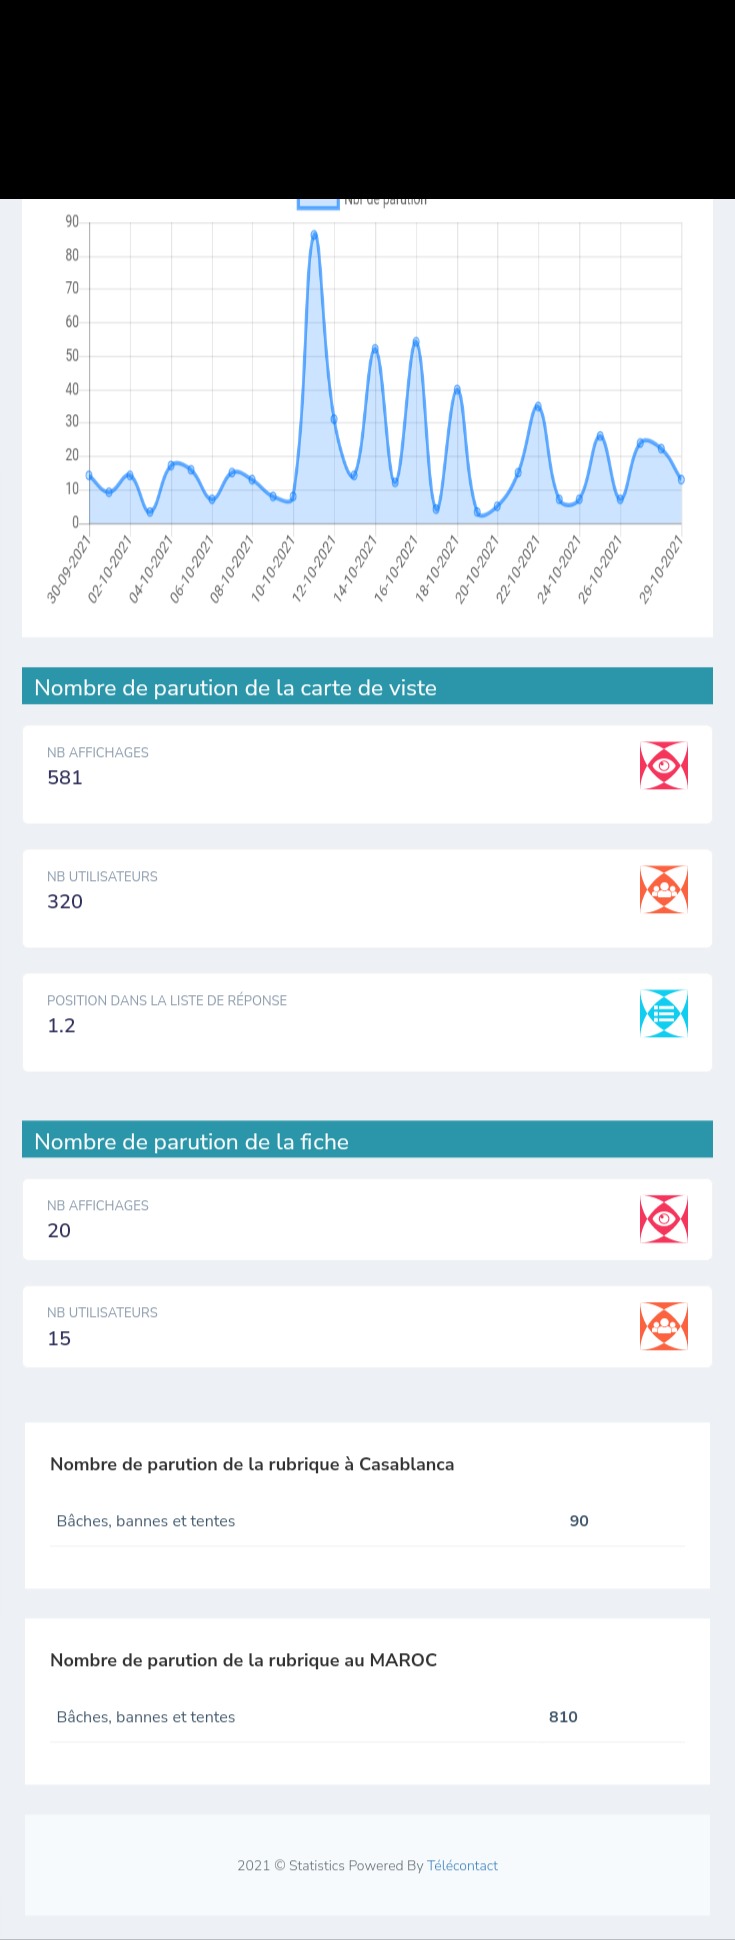 Nbr de parution
90
80
70
60
50
40
30
20
10
0
30-09-2021
02-10-2021
04-10-2021
06-10-2021
08-10-2021
10-10-2021
12-10-2021
14-10-2021
16-10-2021
18-10-2021
20-10-2021
22-10-2021
24-10-2021
26-10-2021
29-10-2021
Nombre de parution de la carte de viste
NB AFFICHAGES
581
NB UTILISATEURS
320
POSITION DANS LA LISTE DE RÉPONSE
1.2
Nombre de parution de la fiche
NB AFFICHAGES
20
NB UTILISATEURS
15
Nombre de parution de la rubrique à Casablanca
Bâches, bannes et tentes 90
Nombre de parution de la rubrique au MAROC
Bâches, bannes et tentes 810
2021 © Statistics Powered By Télécontact